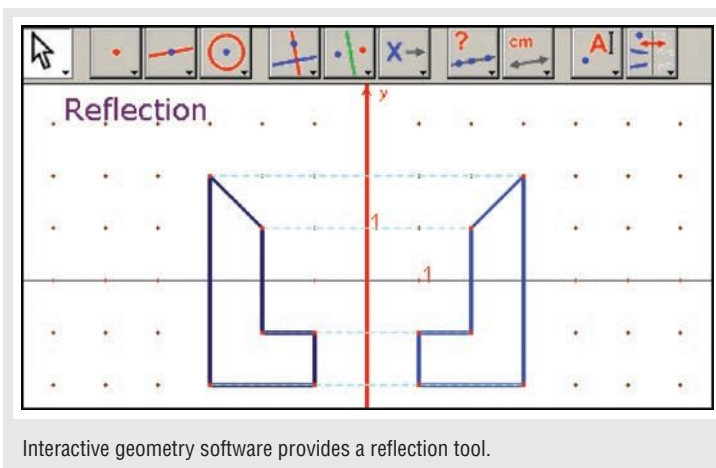 X
?
cm
A
y
Reflection
1
1
Interactive geometry software provides a reflection tool.